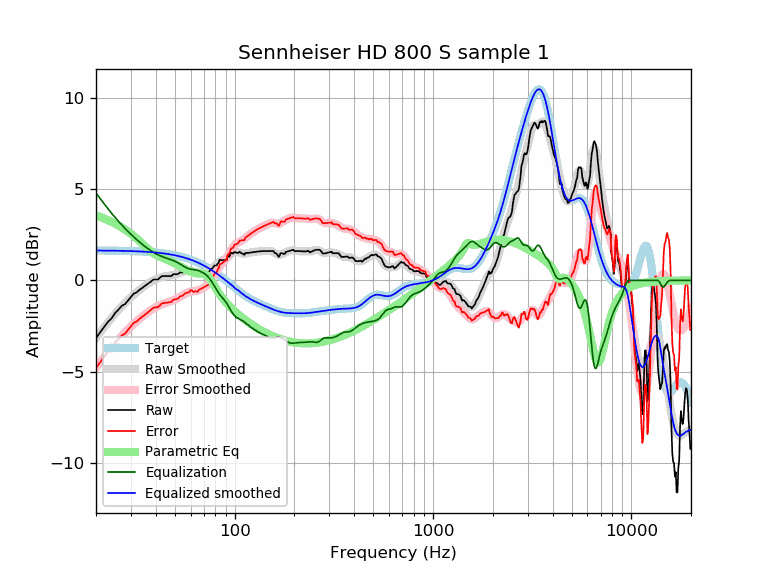 Sennheiser HD 800 S sample 1
Amplitude (dBr)
10
5
0
−5
−10
Target
Raw Smoothed
Error Smoothed
Raw
Error
Parametric Eq
Equalization
Equalized smoothed
100
1000
10000
Frequency (Hz)